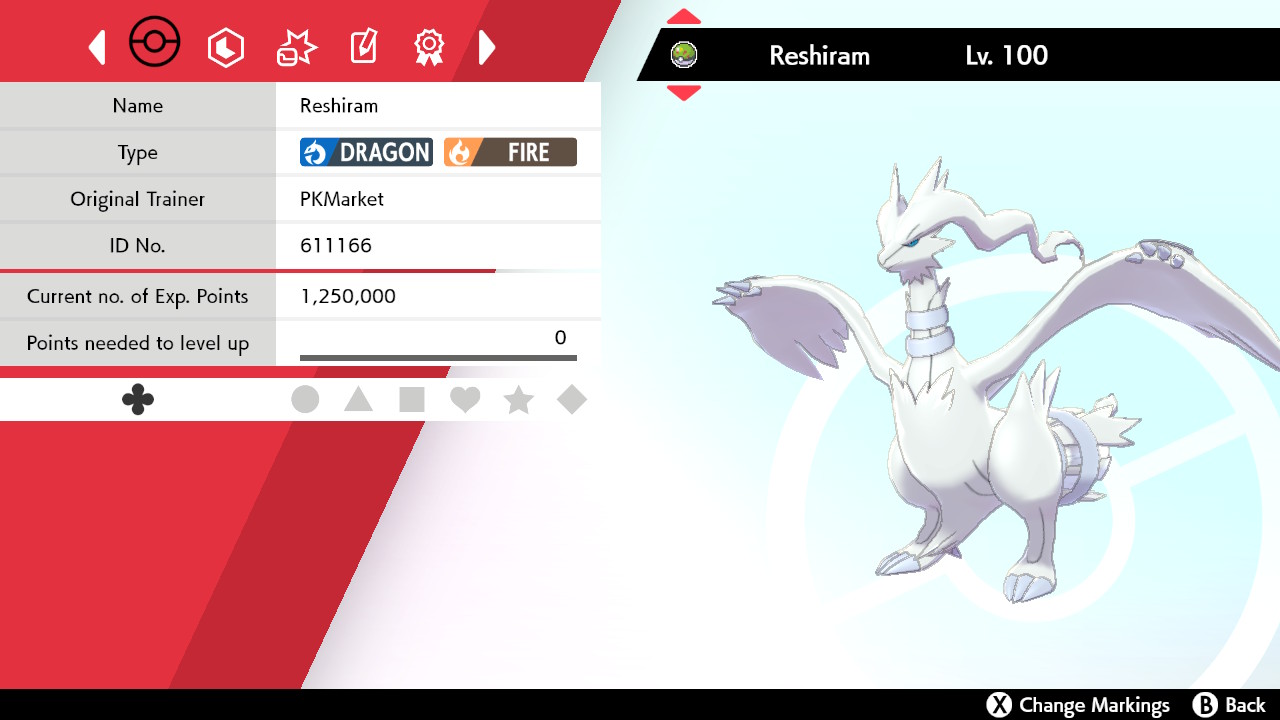 Reshiram Lv. 100
Name Reshiram
Type DRAGON FIRE
Original Trainer PKMarket
ID No. 611166
Current no. of Exp. Points 1,250,000
Points needed to level up 0
X Change Markings B Back